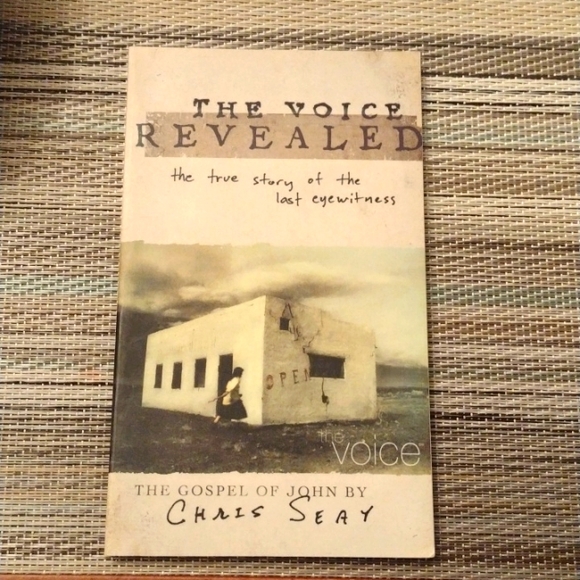 THE VOICE
REVEALED
the true story of the
last eyewitness
OPEN
the
voice
THE GOSPEL OF JOHN BY
CHRIS SEAY